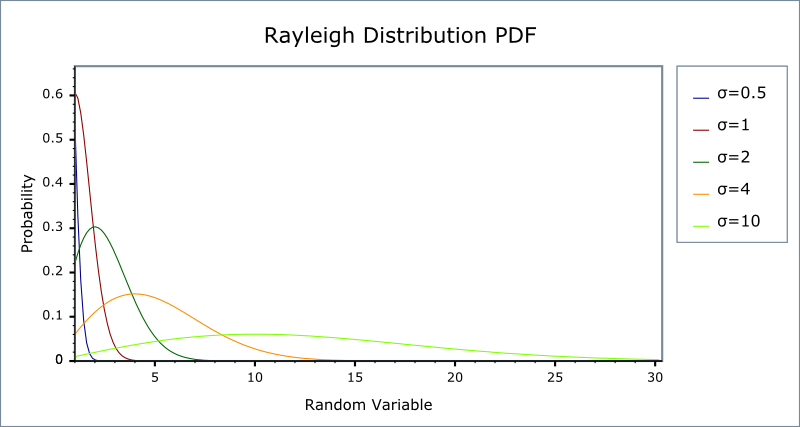 Rayleigh Distribution PDF
σ=0.5
σ=1
σ=2
σ=4
σ=10
Probability
0.6
0.5
0.4
0.3
0.2
0.1
0
5
10
15
20
25
30
Random Variable